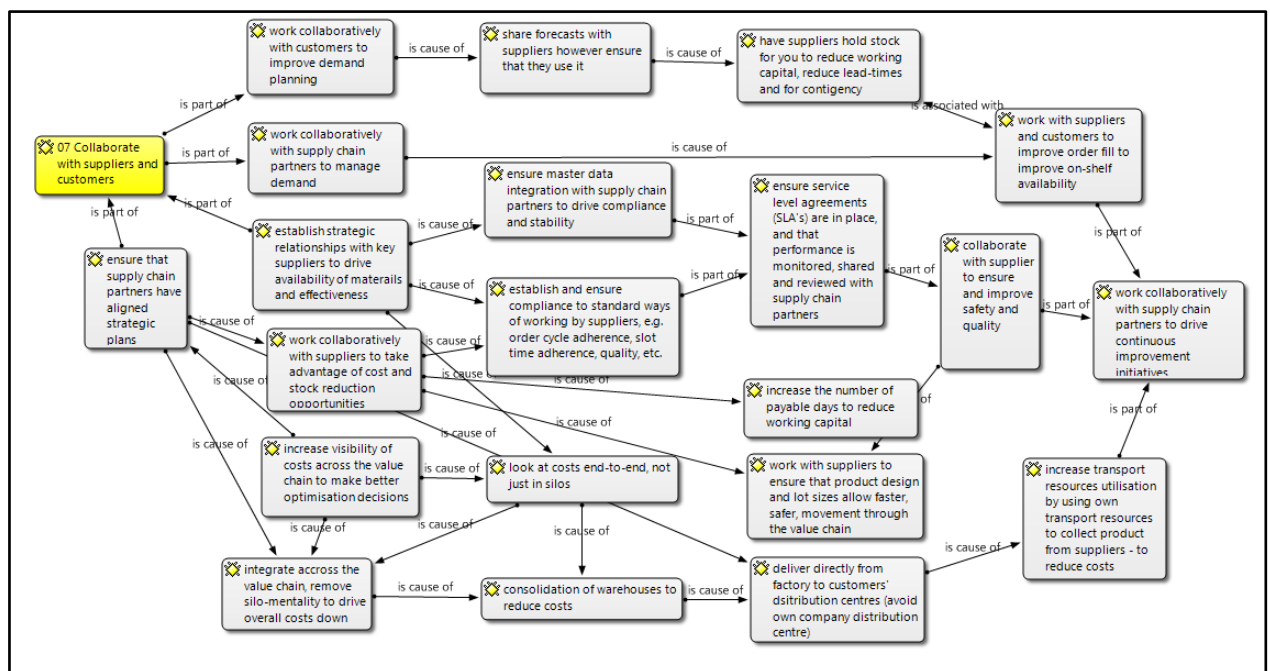 work collaboratively
with customers to
improve demand
planning
is cause of
share forecasts with
suppliers however ensure
that they use it
is cause of
have suppliers hold stock
for you to reduce working
capital, reduce lead-times
and for contigency
is part of
is associated with
07 Collaborate
with suppliers and
customers
is part of
work collaboratively
with supply chain
partners to manage
demand
is cause of
work with suppliers
and customers to
improve order fill to
improve on-shelf
availability
is part of
is part of
establish strategic
relationships with key
suppliers to drive
availability of materails
and effectiveness
is cause of
ensure master data
integration with supply chain
partners to drive compliance
and stability
is part of
ensure service
level agreements
(SLA's) are in place,
and that
performance is
monitored, shared
and reviewed with
supply chain
partners
is part of
collaborate
with supplier
to ensure
and improve
safety and
quality
is part of
is part of
work collaboratively
with supply chain
partners to drive
continuous
improvement
initiatives
ensure that
supply chain
partners have
aligned
strategic
plans
is cause of
is cause of
establish and ensure
compliance to standard ways
of working by suppliers, e.g.
order cycle adherence, slot
time adherence, quality, etc.
is part of
work collaboratively
with suppliers to take
advantage of cost and
stock reduction
opportunities
is cause of
is cause of
is cause of
increase the number of
payable days to reduce
working capital
of
is part of
is cause of
is cause of
increase visibility of
costs across the value
chain to make better
optimisation decisions
is cause of
is cause of
look at costs end-to-end, not
just in silos
work with suppliers to
ensure that product design
and lot sizes allow faster,
safer, movement through
the value chain
increase transport
resources utilisation
by using own
transport resources
to collect product
from suppliers - to
reduce costs
is cause of
is cause of
is cause of
is cause of
is cause of
integrate accross the
value chain, remove
silo-mentality to drive
overall costs down
is cause of
consolidation of warehouses to
reduce costs
is cause of
deliver directly from
factory to customers'
dsitribution centres (avoid
own company distribution
centre)
is cause of